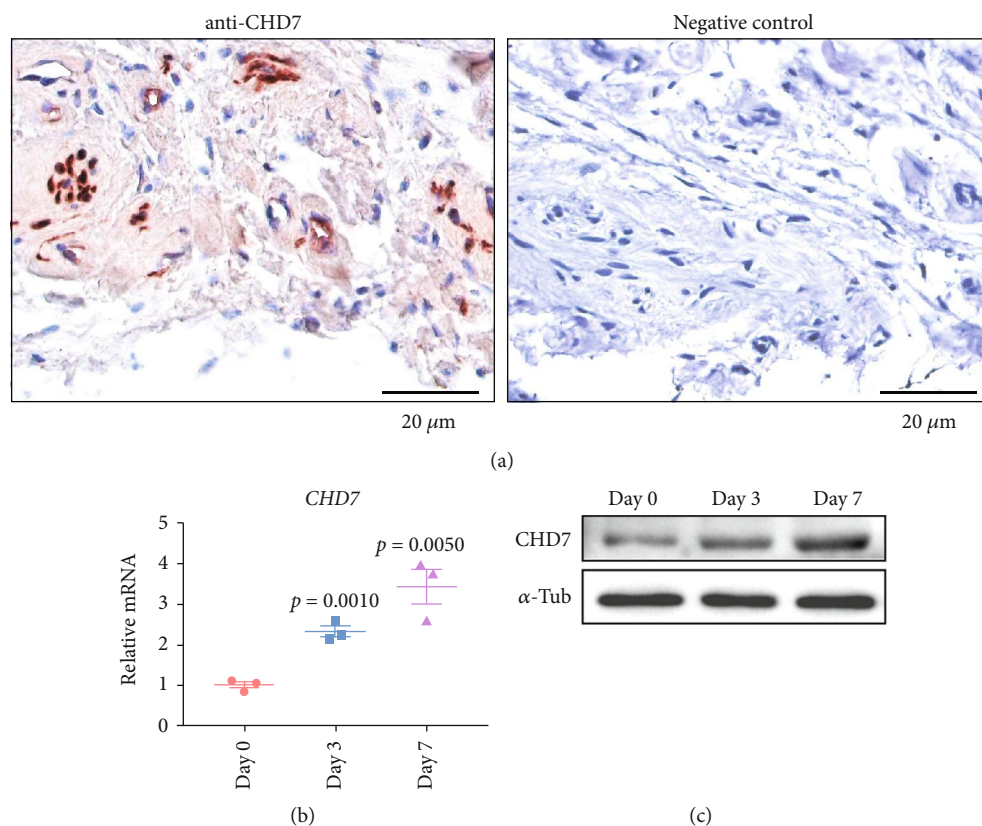 anti-CHD7
Negative control
20 μm
20 μm
(a)
CHD7
5
4
3
2
1
0
Relative mRNA
p = 0.0010
p = 0.0050
Day 0
Day 3
Day 7
(b)
Day 0
Day 3
Day 7
CHD7
α-Tub
(c)